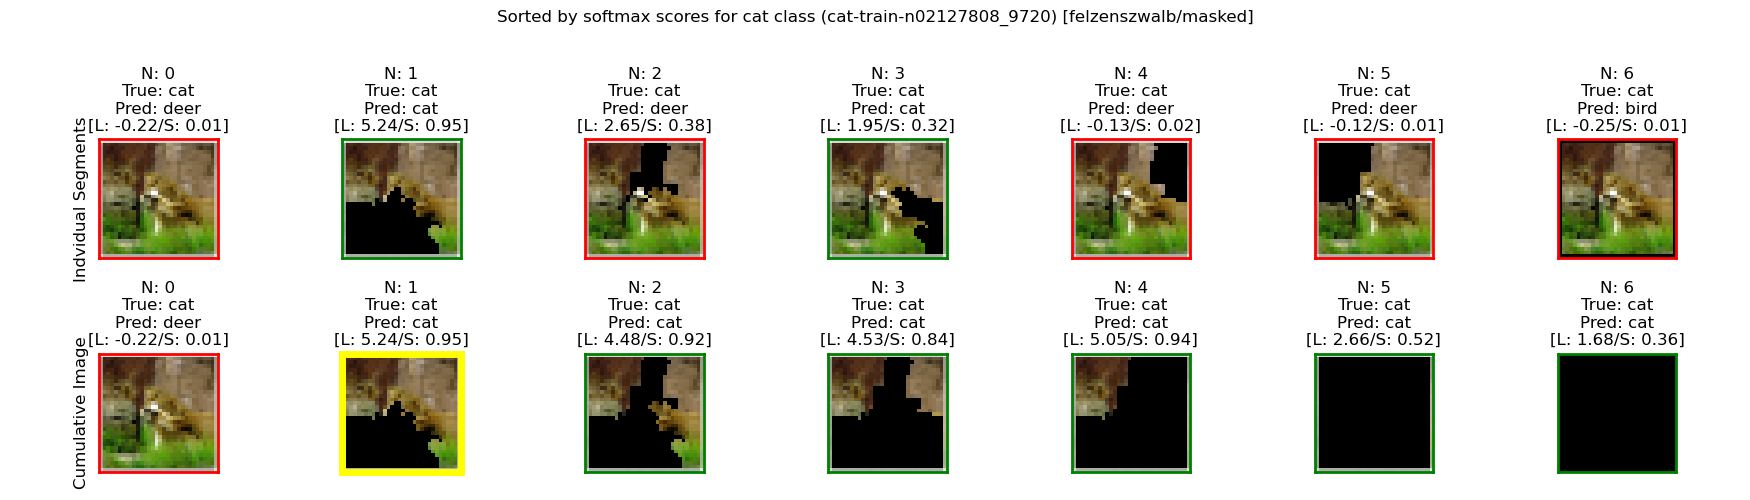 Sorted by softmax scores for cat class (cat-train-n02127808_9720) [felzenszwalb/masked]
Indvidual Segments
N: 0
True: cat
Pred: deer
[L: -0.22/S: 0.01]
N: 1
True: cat
Pred: cat
[L: 5.24/S: 0.95]
N: 2
True: cat
Pred: deer
[L: 2.65/S: 0.38]
N: 3
True: cat
Pred: cat
[L: 1.95/S: 0.32]
N: 4
True: cat
Pred: deer
[L: -0.13/S: 0.02]
N: 5
True: cat
Pred: deer
[L: -0.12/S: 0.01]
N: 6
True: cat
Pred: bird
[L: -0.25/S: 0.01]
Cumulative Image
N: 0
True: cat
Pred: deer
[L: -0.22/S: 0.01]
N: 1
True: cat
Pred: cat
[L: 5.24/S: 0.95]
N: 2
True: cat
Pred: cat
[L: 4.48/S: 0.92]
N: 3
True: cat
Pred: cat
[L: 4.53/S: 0.84]
N: 4
True: cat
Pred: cat
[L: 5.05/S: 0.94]
N: 5
True: cat
Pred: cat
[L: 2.66/S: 0.52]
N: 6
True: cat
Pred: cat
[L: 1.68/S: 0.36]